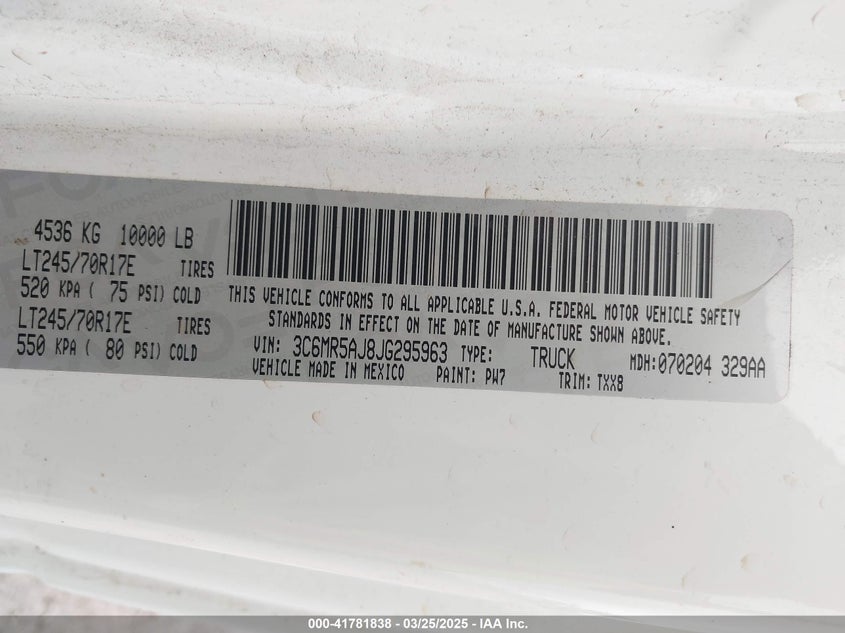 4536 KG 10000 LB
LT245/70R17E TIRES
520 KPA ( 75 PSI) COLD
LT245/70R17E TIRES
550 KPA ( 80 PSI) COLD
THIS VEHICLE CONFORMS TO ALL APPLICABLE U.S.A. FEDERAL MOTOR VEHICLE SAFETY
STANDARDS IN EFFECT ON THE DATE OF MANUFACTURE SHOWN ABOVE.
VIN: 3C6MR5AJ8JG295963 TYPE: TRUCK MDH:070204 329AA
VEHICLE MADE IN MEXICO PAINT: PW7 TRIM: TXX8
000-41781838 - 03/25/2025 - IAA Inc.